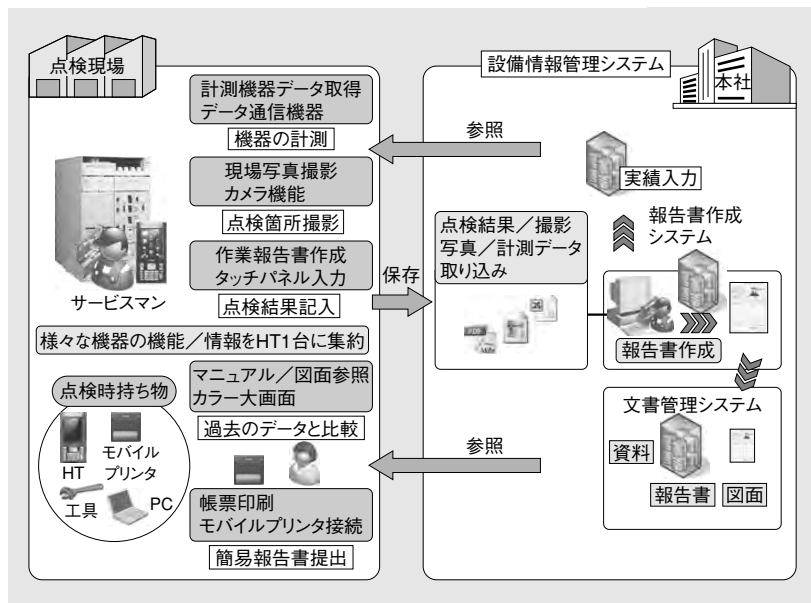 点検現場
計測機器データ取得
データ通信機器
機器の計測
現場写真撮影
カメラ機能
点検箇所撮影
作業報告書作成
タッチパネル入力
点検結果記入
サービスマン
様々な機器の機能／情報をHT1台に集約
点検時持ち物
HT
モバイル
プリンタ
工具
PC
マニュアル／図面参照
カラー大画面
過去のデータと比較
帳票印刷
モバイルプリンタ接続
簡易報告書提出
参照
保存
参照
設備情報管理システム
本社
実績入力
点検結果／撮影
写真／計測データ
取り込み
PDF
報告書作成
システム
報告書作成
文書管理システム
資料
報告書
図面